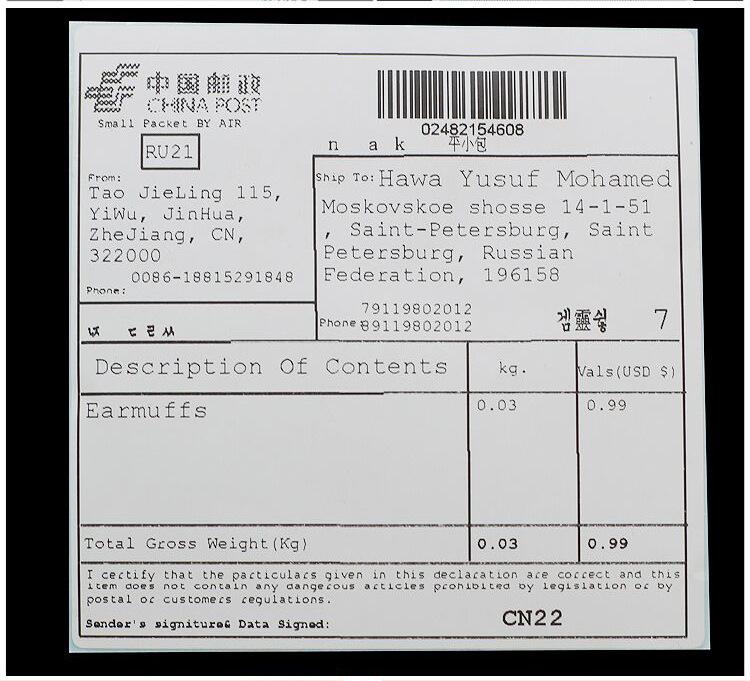 中国邮政
CHINA POST
Small Packet BY AIR
RU21
02482154608
n a k 平小包
From:
Tao JieLing 115,
YiWu, JinHua,
ZheJiang, CN,
322000
0086-18815291848
Phone:
Ship To: Hawa Yusuf Mohamed
Moskovskoe shosse 14-1-51
, Saint-Petersburg, Saint
Petersburg, Russian
Federation, 196158
79119802012
Phone: 89119802012
겜靈쉴 7
Description Of Contents kg. Vals(USD $)
Earmuffs 0.03 0.99
Total Gross Weight(Kg) 0.03 0.99
I certify that the particulars given in this declaration are correct and this
item does not contain any dangerous articles prohibited by legislation or by
postal or customers regulations.
Sender's signiture& Data Signed: CN22